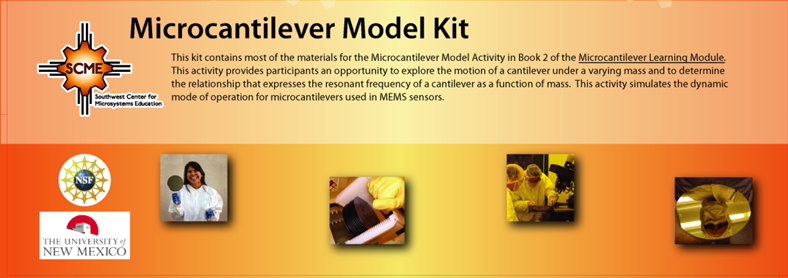 Microcantilever Model Kit
This kit contains most of the materials for the Microcantilever Model Activity in Book 2 of the Microcantilever Learning Module.
This activity provides participants an opportunity to explore the motion of a cantilever under a varying mass and to determine
the relationship that expresses the resonant frequency of a cantilever as a function of mass.  This activity simulates the dynamic
mode of operation for microcantilevers used in MEMS sensors.
SCME
Southwest Center for
Microsystems Education
NSF
THE UNIVERSITY of
NEW MEXICO